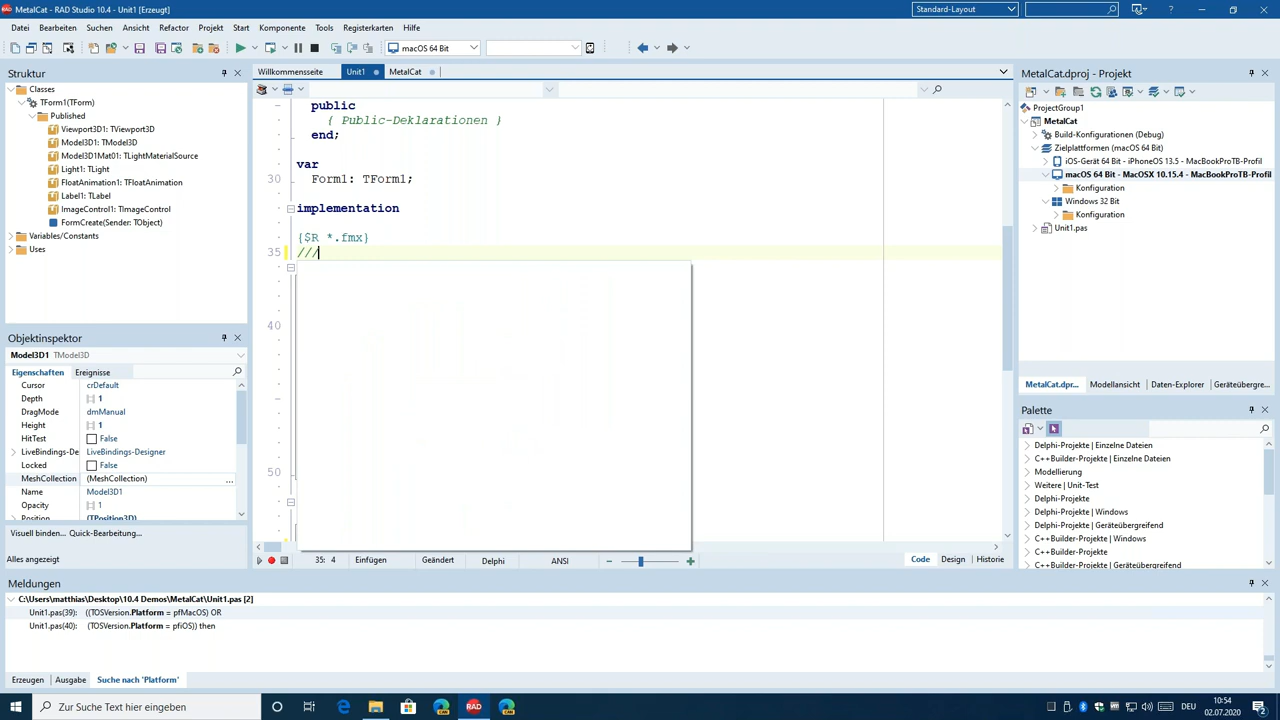 MetalCat - RAD Studio 10.4 - Unit1 [Erzeugt]
Standard-Layout
Datei Bearbeiten Suchen Ansicht Refactor Projekt Start Komponente Tools Registerkarten Hilfe
macOS 64 Bit
Struktur
Classes
TForm1(TForm)
Published
Viewport3D1: TViewport3D
Model3D1: TModel3D
Model3D1Mat01: TLightMaterialSource
Light1: TLight
FloatAnimation1: TFloatAnimation
Label1: TLabel
ImageControl1: TImageControl
FormCreate(Sender: TObject)
Variables/Constants
Uses
Objektinspektor
Model3D1 TModel3D
Eigenschaften Ereignisse
Cursor crDefault
Depth 1
DragMode dmManual
Height 1
HitTest False
LiveBindings-De LiveBindings-Designer
Locked False
MeshCollection (MeshCollection) ...
Name Model3D1
Opacity 1
Position (TPosition3D)
Visuell binden... Quick-Bearbeitung...
Alles angezeigt
Willkommensseite Unit1 MetalCat
public
{ Public-Deklarationen }
end;
var
30 Form1: TForm1;
implementation
{$R *.fmx}
35 ///
40
50
35: 4 Einfügen Geändert Delphi ANSI
Code Design Historie
MetalCat.dproj - Projekt
ProjectGroup1
MetalCat
Build-Konfigurationen (Debug)
Zielplattformen (macOS 64 Bit)
iOS-Gerät 64 Bit - iPhoneOS 13.5 - MacBookProTB-Profil
macOS 64 Bit - MacOSX 10.15.4 - MacBookProTB-Profil
Konfiguration
Windows 32 Bit
Konfiguration
Unit1.pas
MetalCat.dpr... Modellansicht Daten-Explorer Geräteübergre...
Palette
Delphi-Projekte | Einzelne Dateien
C++Builder-Projekte | Einzelne Dateien
Modellierung
Weitere | Unit-Test
Delphi-Projekte
Delphi-Projekte | Windows
Delphi-Projekte | Geräteübergreifend
C++Builder-Projekte | Windows
C++Builder-Projekte
C++Builder-Projekte | Geräteübergreifend
Meldungen
C:\Users\matthias\Desktop\10.4 Demos\MetalCat\Unit1.pas [2]
Unit1.pas(39): ((TOSVersion.Platform = pfMacOS) OR
Unit1.pas(40): (TOSVersion.Platform = pfiOS)) then
Erzeugen Ausgabe Suche nach 'Platform'
Zur Suche Text hier eingeben
RAD
DEU
10:54
02.07.2020
2